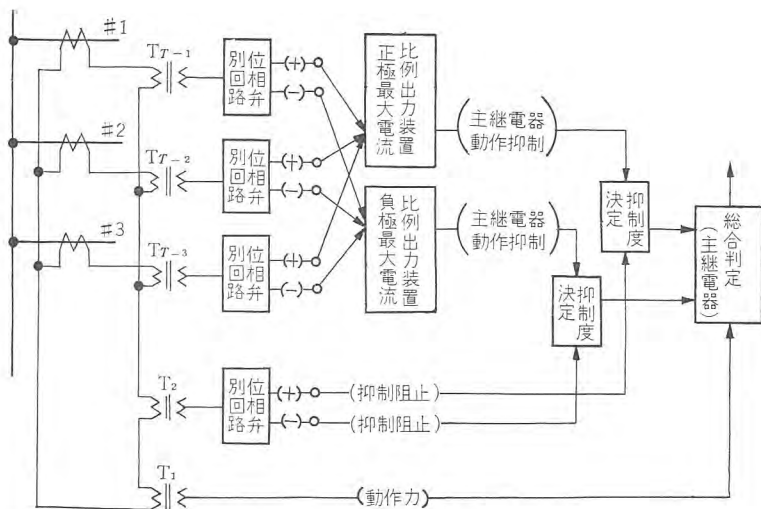 #1
T_T-1
位相弁
別回路
(+)
(-)
正極最大電流
比例出力装置
(主継電器
動作抑制)
#2
T_T-2
位相弁
別回路
(+)
(-)
抑制度
決定
総合判定
(主継電器)
#3
T_T-3
位相弁
別回路
(+)
(-)
負極最大電流
比例出力装置
(主継電器
動作抑制)
抑制度
決定
T₂
位相弁
別回路
(+)
(抑制阻止)
(-)
(抑制阻止)
T₁
(動作力)